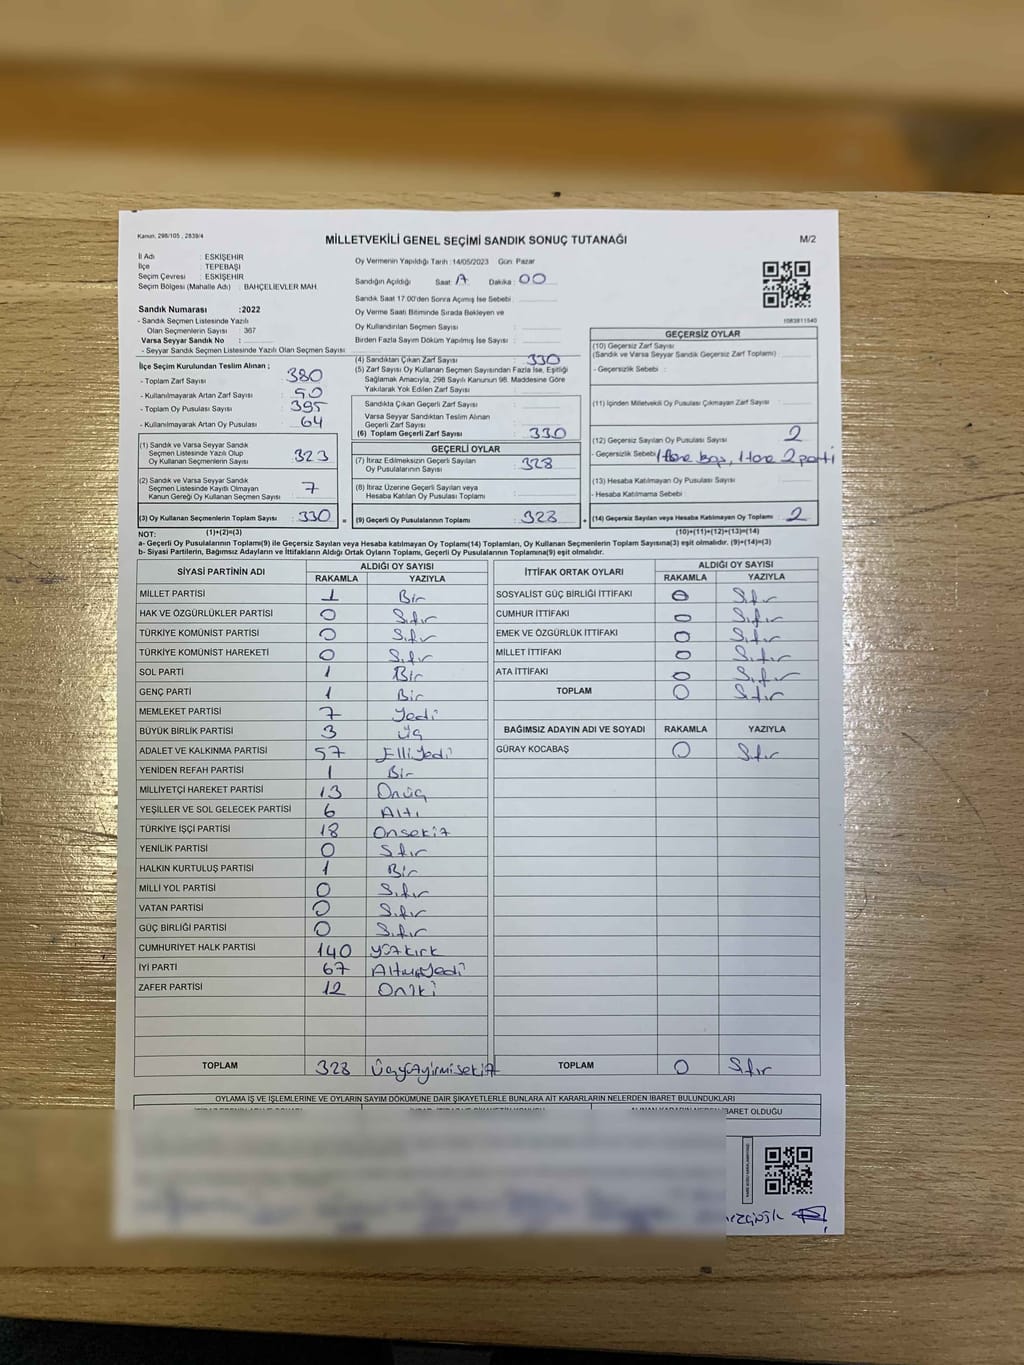 Kanun, 298/105 , 2839/4
MİLLETVEKİLİ GENEL SEÇİMİ SANDIK SONUÇ TUTANAĞI
M/2
İl Adı : ESKİŞEHİR
İlçe : TEPEBAŞI
Seçim Çevresi : ESKİŞEHİR
Seçim Bölgesi (Mahalle Adı) : BAHÇELİEVLER MAH.
Sandık Numarası :2022
- Sandık Seçmen Listesinde Yazılı
Olan Seçmenlerin Sayısı : 367
Varsa Seyyar Sandık No :
- Seyyar Sandık Seçmen Listesinde Yazılı Olan Seçmen Sayısı :
Oy Vermenin Yapıldığı Tarih :14/05/2023 Gün: Pazar
Sandığın Açıldığı Saat: A Dakika : 00
Sandık Saat 17.00'den Sonra Açımış İse Sebebi :
Oy Verme Saati Bitiminde Sırada Bekleyen ve
Oy Kullandırılan Seçmen Sayısı :
Birden Fazla Sayım Döküm Yapılmış İse Sayısı :
1083811540
İlçe Seçim Kurulundan Teslim Alınan ;
- Toplam Zarf Sayısı : 380
- Kullanılmayarak Artan Zarf Sayısı : 50
- Toplam Oy Pusulası Sayısı : 395
- Kullanılmayarak Artan Oy Pusulası : 64
(1) Sandık ve Varsa Seyyar Sandık
Seçmen Listesinde Yazılı Olup
Oy Kullanan Seçmenlerin Sayısı : 323
(2) Sandık ve Varsa Seyyar Sandık
Seçmen Listesinde Kayıtlı Olmayan
Kanun Gereği Oy Kullanan Seçmen Sayısı : 7
(3) Oy Kullanan Seçmenlerin Toplam Sayısı : 330
(4) Sandıktan Çıkan Zarf Sayısı : 330
(5) Zarf Sayısı Oy Kullanan Seçmen Sayısından Fazla İse, Eşitliği
Sağlamak Amacıyla, 298 Sayılı Kanunun 98. Maddesine Göre
Yakılarak Yok Edilen Zarf Sayısı :
Sandıkta Çıkan Geçerli Zarf Sayısı :
Varsa Seyyar Sandıktan Teslim Alınan
Geçerli Zarf Sayısı :
(6) Toplam Geçerli Zarf Sayısı : 330
GEÇERLİ OYLAR
(7) İtiraz Edilmeksizin Geçerli Sayılan
Oy Pusulalarının Sayısı : 328
(8) İtiraz Üzerine Geçerli Sayılan veya
Hesaba Katılan Oy Pusulası Toplamı :
= (9) Geçerli Oy Pusulalarının Toplamı : 328
GEÇERSİZ OYLAR
(10) Geçersiz Zarf Sayısı
(Sandık ve Varsa Seyyar Sandık Geçersiz Zarf Toplamı) :
- Geçersizlik Sebebi :
(11) İçinden Milletvekili Oy Pusulası Çıkmayan Zarf Sayısı :
(12) Geçersiz Sayılan Oy Pusulası Sayısı : 2
- Geçersizlik Sebebi 1 tane boş, 1 tane 2 parti
(13) Hesaba Katılmayan Oy Pusulası Sayısı :
- Hesaba Katılmama Sebebi :
+ (14) Geçersiz Sayılan veya Hesaba Katılmayan Oy Toplamı : 2
NOT: (1)+(2)=(3) (10)+(11)+(12)+(13)=(14)
a- Geçerli Oy Pusulalarının Toplamı(9) ile Geçersiz Sayılan veya Hesaba katılmayan Oy Toplamı(14) Toplamları, Oy Kullanan Seçmenlerin Toplam Sayısına(3) eşit olmalıdır. (9)+(14)=(3)
b- Siyasi Partilerin, Bağımsız Adayların ve İttifakların Aldığı Ortak Oyların Toplamı, Geçerli Oy Pusulalarının Toplamına(9) eşit olmalıdır.
SİYASİ PARTİNİN ADI ALDIĞI OY SAYISI
RAKAMLA YAZIYLA
MİLLET PARTİSİ 1 Bir
HAK VE ÖZGÜRLÜKLER PARTİSİ 0 Sıfır
TÜRKİYE KOMÜNİST PARTİSİ 0 Sıfır
TÜRKİYE KOMÜNİST HAREKETİ 0 Sıfır
SOL PARTİ 1 Bir
GENÇ PARTİ 1 Bir
MEMLEKET PARTİSİ 7 Yedi
BÜYÜK BİRLİK PARTİSİ 3 Üç
ADALET VE KALKINMA PARTİSİ 57 ElliYedi
YENİDEN REFAH PARTİSİ 1 Bir
MİLLİYETÇİ HAREKET PARTİSİ 13 Onüç
YEŞİLLER VE SOL GELECEK PARTİSİ 6 Altı
TÜRKİYE İŞÇİ PARTİSİ 18 Onsekiz
YENİLİK PARTİSİ 0 Sıfır
HALKIN KURTULUŞ PARTİSİ 1 Bir
MİLLİ YOL PARTİSİ 0 Sıfır
VATAN PARTİSİ 0 Sıfır
GÜÇ BİRLİĞİ PARTİSİ 0 Sıfır
CUMHURİYET HALK PARTİSİ 140 Yüzkırk
İYİ PARTİ 67 AltmışYedi
ZAFER PARTİSİ 12 Oniki
TOPLAM 328 Üçyüzyirmisekiz
İTTİFAK ORTAK OYLARI ALDIĞI OY SAYISI
RAKAMLA YAZIYLA
SOSYALİST GÜÇ BİRLİĞİ İTTİFAKI 0 Sıfır
CUMHUR İTTİFAKI 0 Sıfır
EMEK VE ÖZGÜRLÜK İTTİFAKI 0 Sıfır
MİLLET İTTİFAKI 0 Sıfır
ATA İTTİFAKI 0 Sıfır
TOPLAM 0 Sıfır
BAĞIMSIZ ADAYIN ADI VE SOYADI RAKAMLA YAZIYLA
GÜRAY KOCABAŞ 0 Sıfır
TOPLAM 0 Sıfır
OYLAMA İŞ VE İŞLEMLERİNE VE OYLARIN SAYIM DÖKÜMÜNE DAİR ŞİKAYETLERLE BUNLARA AİT KARARLARIN NELERDEN İBARET BULUNDUKLARI
İBARET OLDUĞU